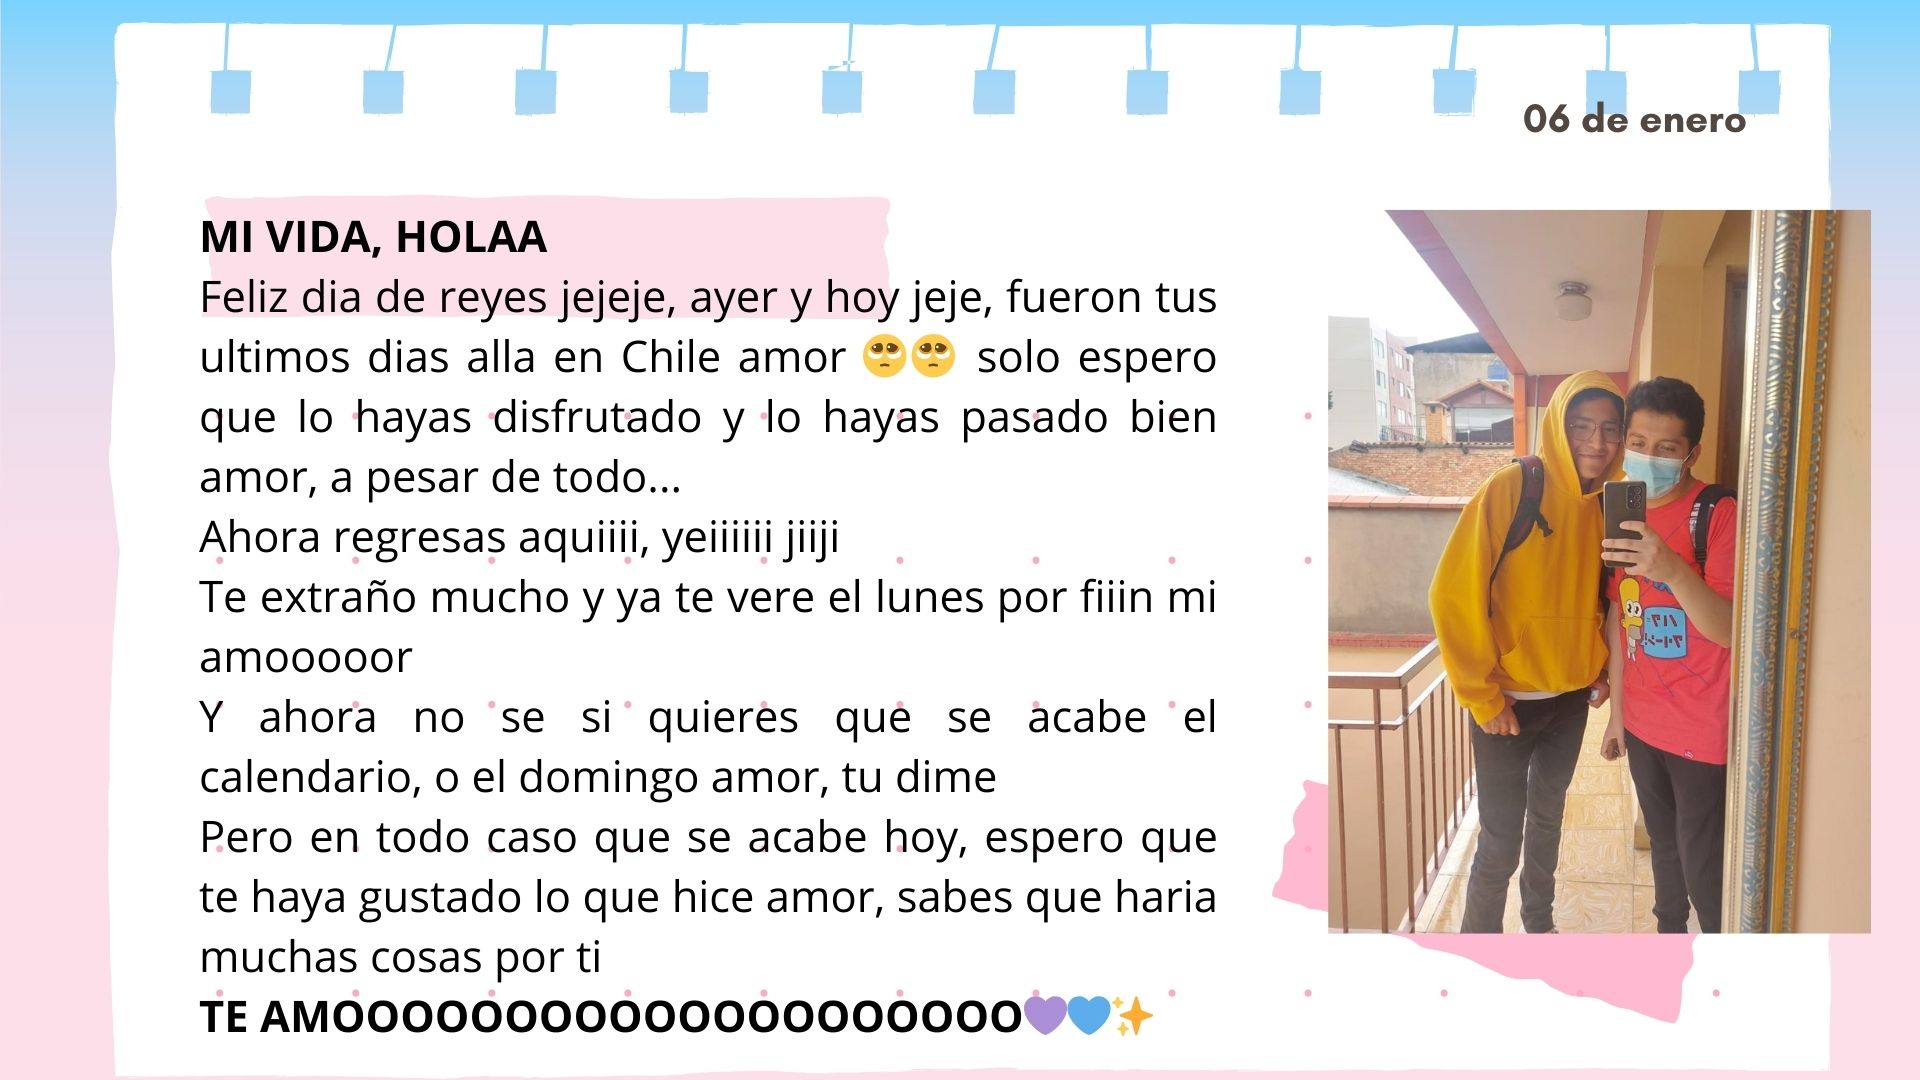 06 de enero
MI VIDA, HOLAA
Feliz dia de reyes jejeje, ayer y hoy jeje, fueron tus
ultimos dias alla en Chile amor 🥺🥺 solo espero
que lo hayas disfrutado y lo hayas pasado bien
amor, a pesar de todo...
Ahora regresas aquiiii, yeiiiiiii jiiji
Te extraño mucho y ya te vere el lunes por fiiin mi
amooooor
Y ahora no se si quieres que se acabe el
calendario, o el domingo amor, tu dime
Pero en todo caso que se acabe hoy, espero que
te haya gustado lo que hice amor, sabes que haria
muchas cosas por ti
TE AMOOOOOOOOOOOOOOOOOOOO💜💙✨